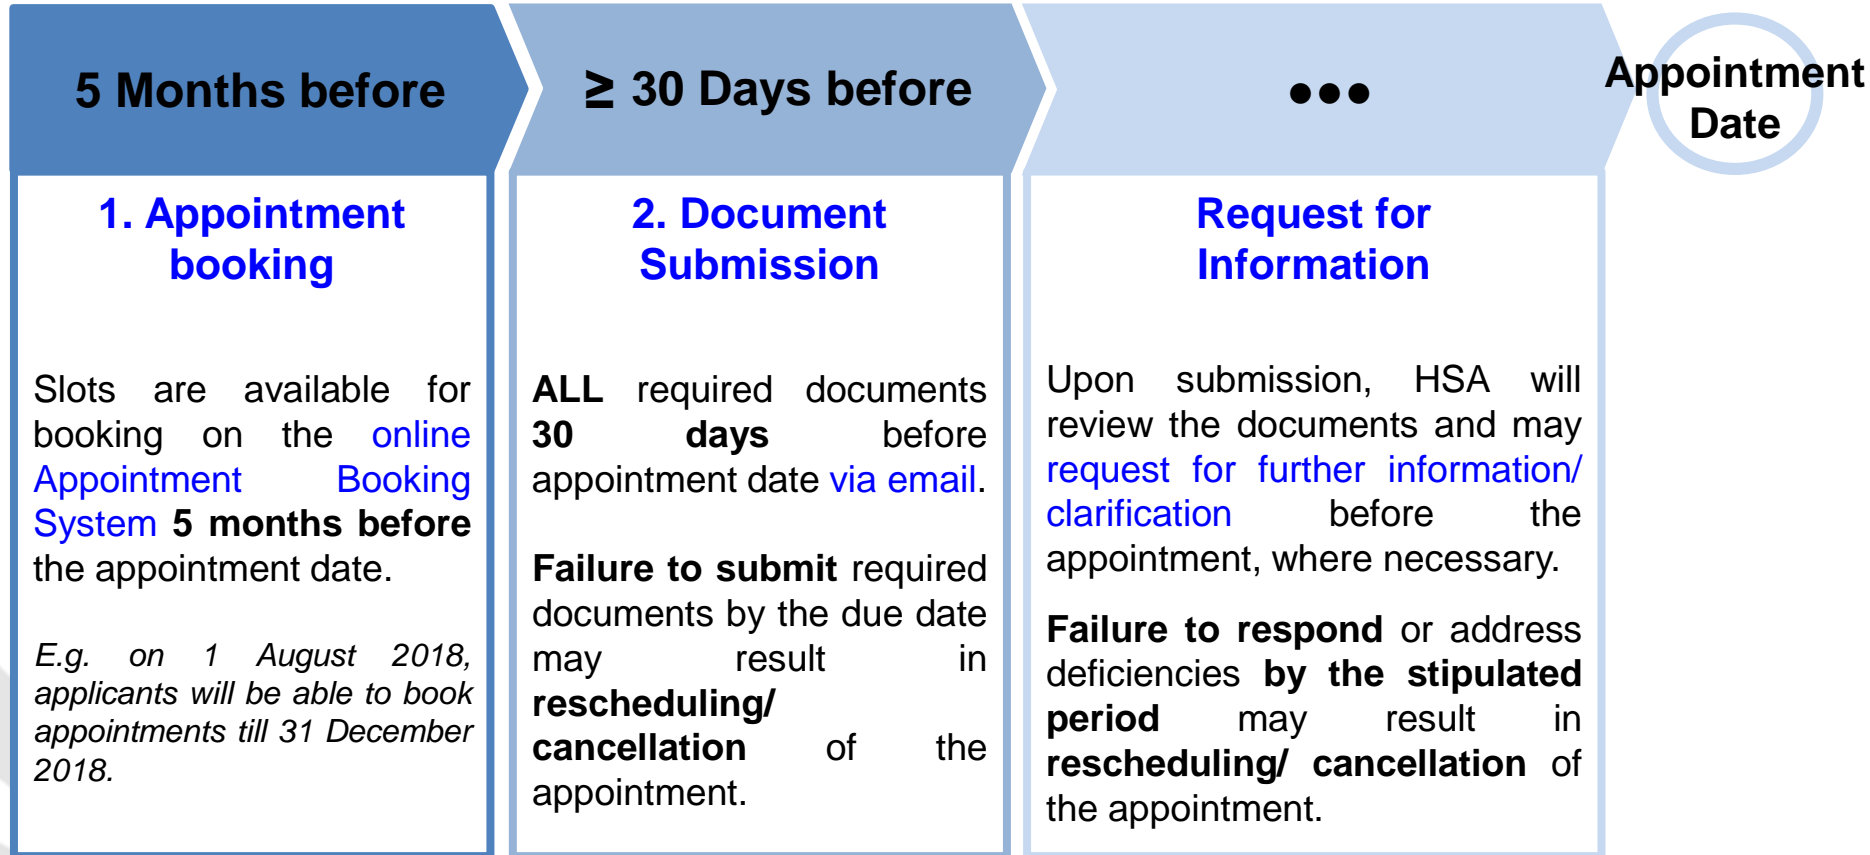 5 Months before
≥ 30 Days before
•••
Appointment
Date
1. Appointment
booking
Slots are available for
booking on the online
Appointment Booking
System 5 months before
the appointment date.
E.g. on 1 August 2018,
applicants will be able to book
appointments till 31 December
2018.
2. Document
Submission
ALL required documents
30 days before
appointment date via email.
Failure to submit required
documents by the due date
may result in
rescheduling/
cancellation of the
appointment.
Request for
Information
Upon submission, HSA will
review the documents and may
request for further information/
clarification before the
appointment, where necessary.
Failure to respond or address
deficiencies by the stipulated
period may result in
rescheduling/ cancellation of
the appointment.